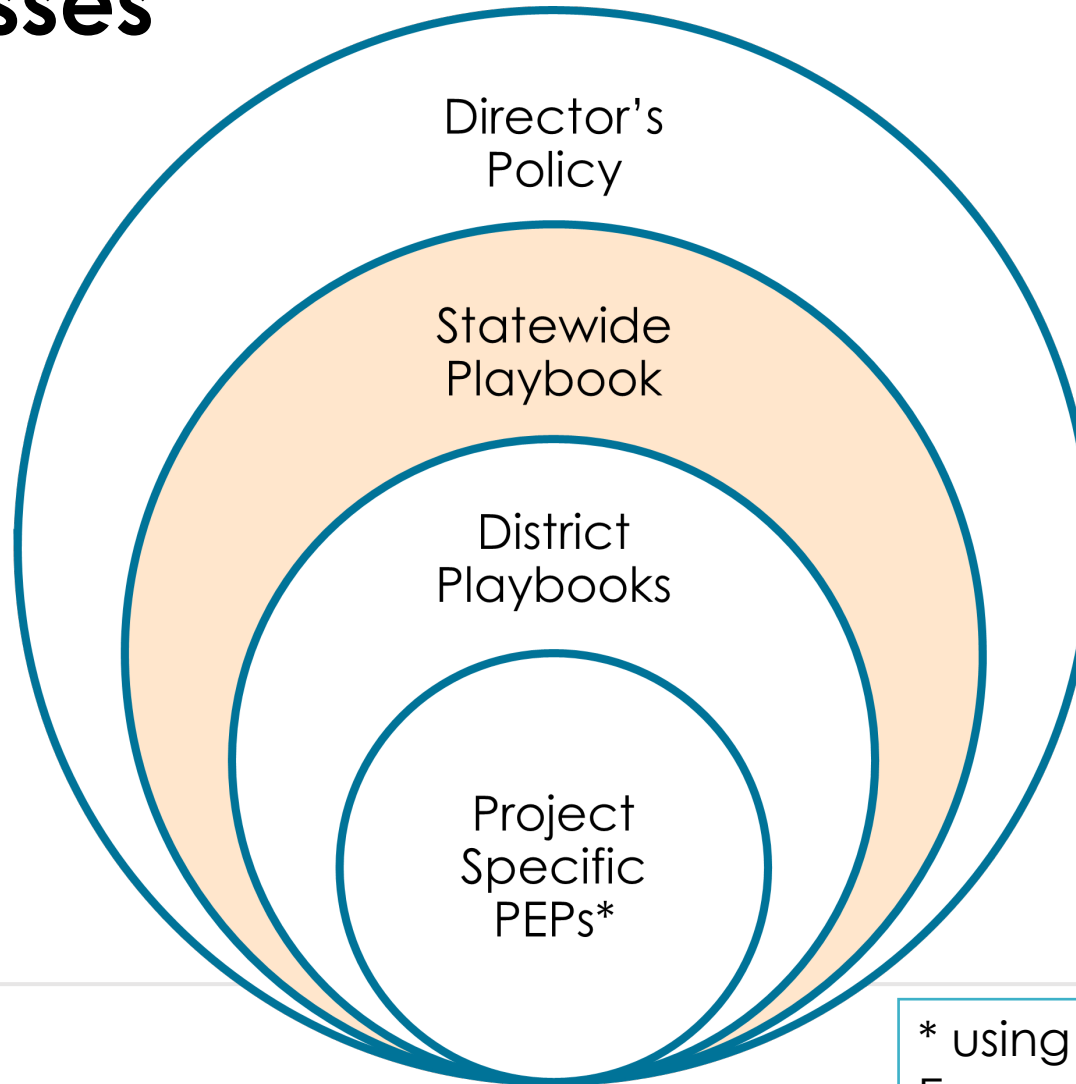 sses
Director’s
Policy
Statewide
Playbook
District
Playbooks
Project
Specific
PEPs*
* using